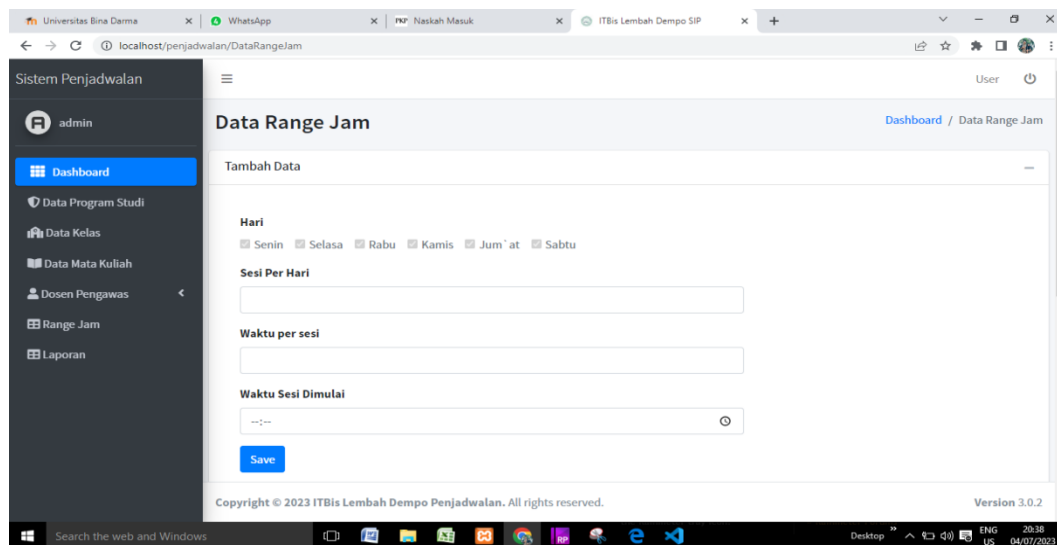 Universitas Bina Darma
WhatsApp
PKP Naskah Masuk
ITBis Lembah Dempo SIP
localhost/penjadwalan/DataRangeJam
Sistem Penjadwalan
User
admin
Data Range Jam
Dashboard / Data Range Jam
Dashboard
Tambah Data
Data Program Studi
Data Kelas
Data Mata Kuliah
Dosen Pengawas
Range Jam
Laporan
Hari
Senin Selasa Rabu Kamis Jum`at Sabtu
Sesi Per Hari
Waktu per sesi
Waktu Sesi Dimulai
--:--
Save
Copyright © 2023 ITBis Lembah Dempo Penjadwalan. All rights reserved.
Version 3.0.2
Search the web and Windows
RP
Desktop
ENG
US
20:38
04/07/2023